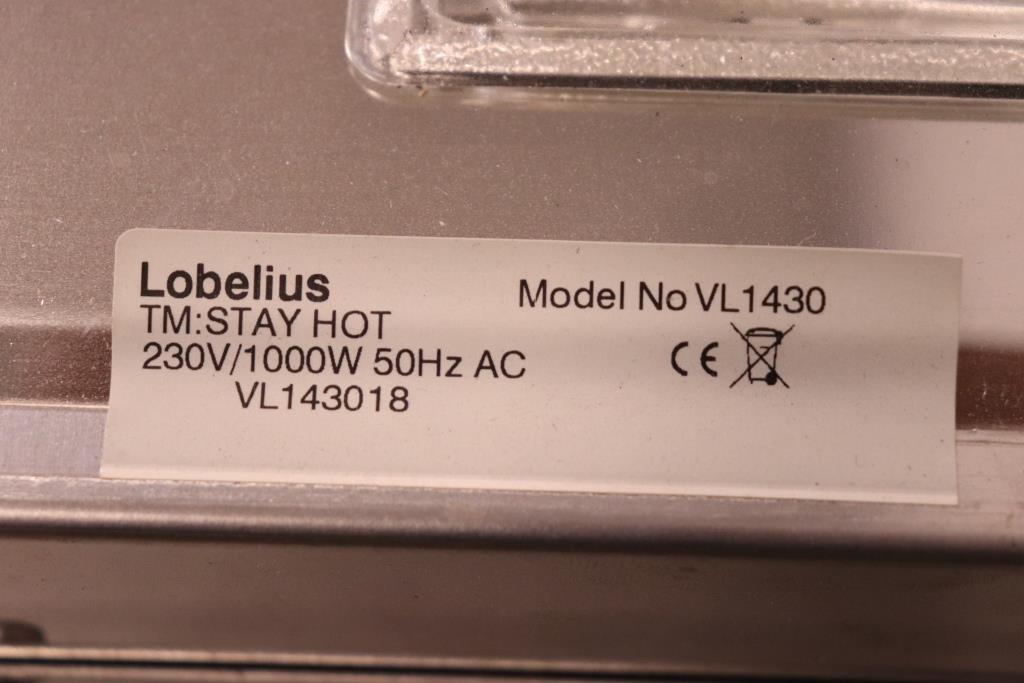 Lobelius
TM:STAY HOT
230V/1000W 50Hz AC
VL143018
Model No VL1430
CE